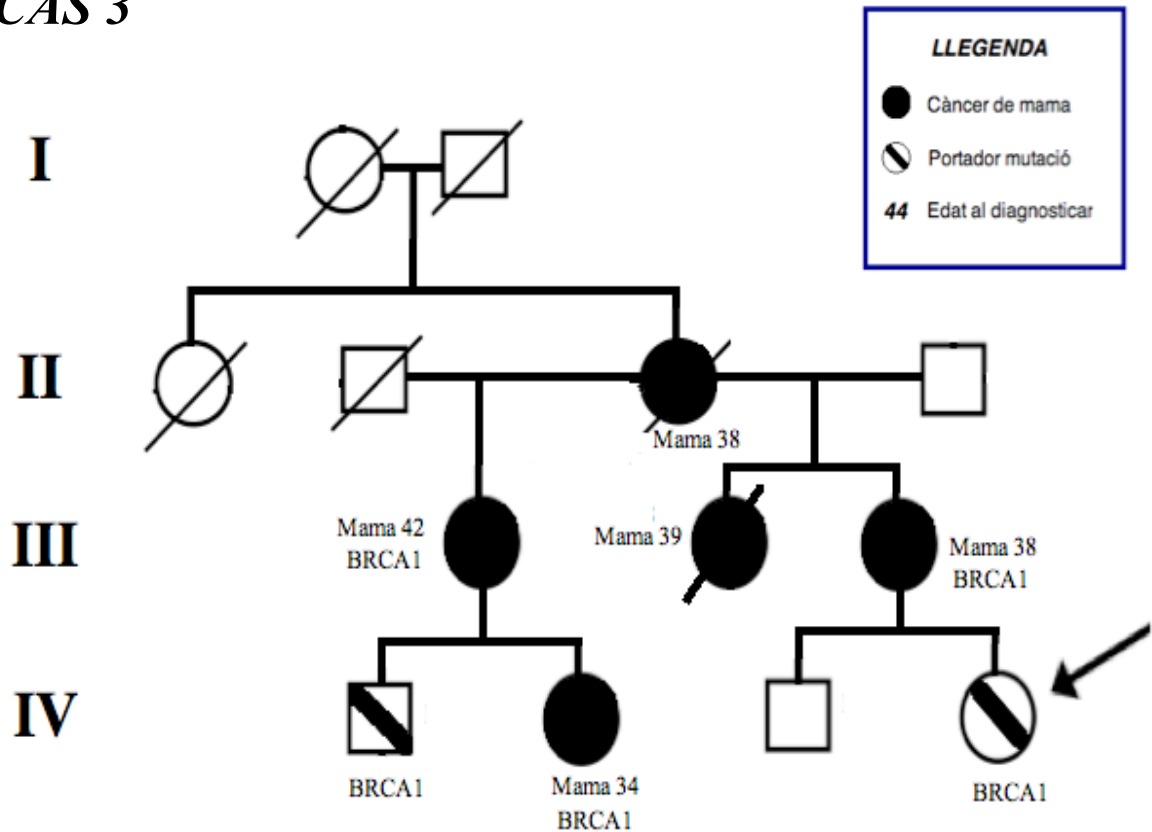 CAS 3
LLEGENDA
Càncer de mama
Portador mutació
44 Edat al diagnosticar
I
II
Mama 38
III
Mama 42
BRCA1
Mama 39
Mama 38
BRCA1
IV
BRCA1
Mama 34
BRCA1
BRCA1